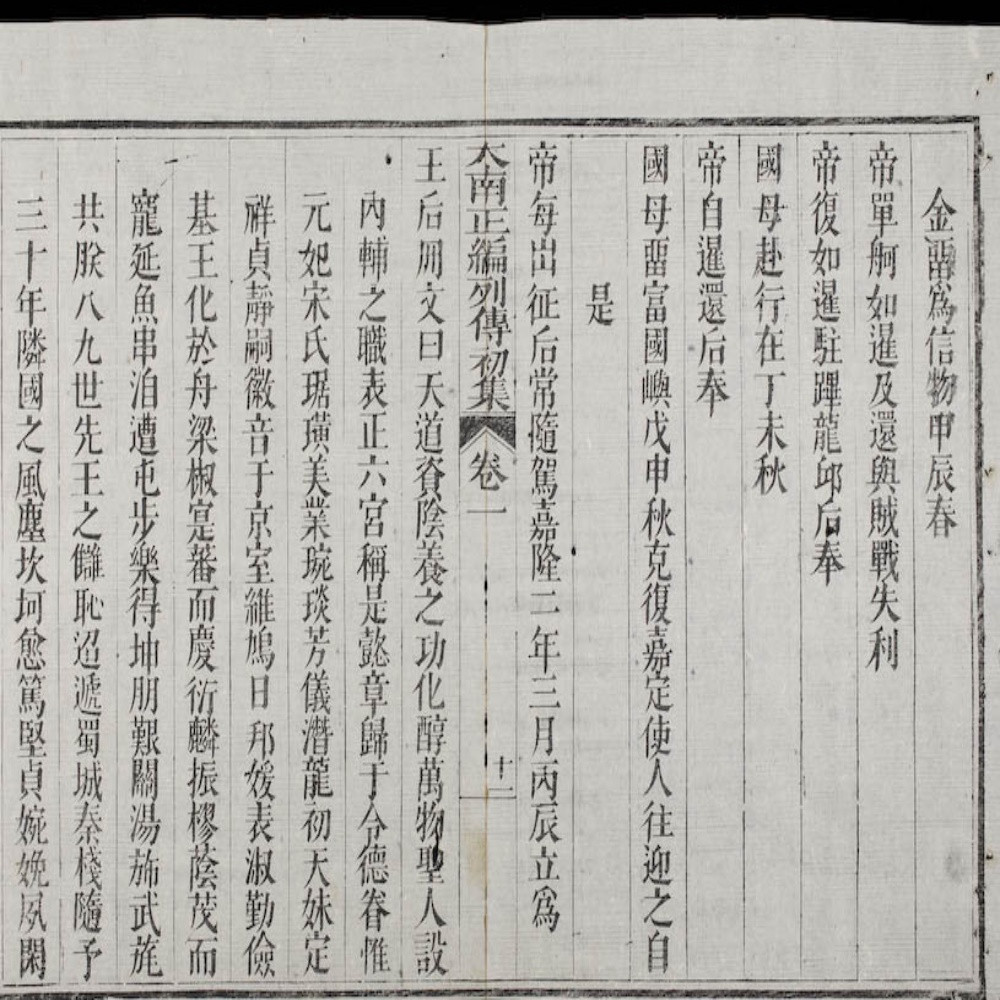 金畱爲信物甲辰春
帝單舸如暹及還與賊戰失利
帝復如暹駐蹕龍邱后奉
國母赴行在丁未秋
帝自暹還后奉
國母畱富國嶼戊申秋克復嘉定使人往迎之自
是
帝每出征后常隨駕嘉隆二年三月丙辰立爲
大南正編列傳初集 卷一 十一
王后冊文曰天道資陰養之功化醇萬物聖人設
內輔之職表正六宮稱是懿章歸于令德眷惟
元妃宋氏琚璜美業琬琰芳儀潛龍初天妹定
祥貞靜嗣徽音于京室維鳩日邦媛表淑勤儉
基王化於舟梁椒寔蕃而慶衍麟振樛蔭茂而
寵延魚串洎遭屯步樂得坤朋艱關湯斾武旄
共朕八九世先王之讎恥迢遞蜀城秦棧隨予
三十年隣國之風塵坎坷愈篤堅貞婉娩夙閑